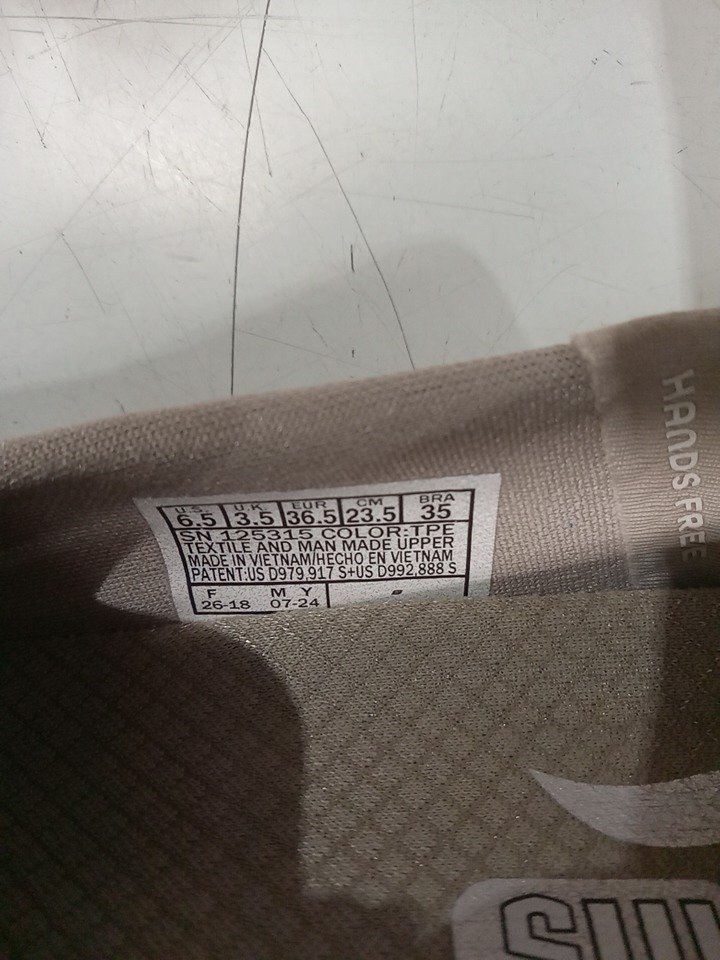 U.S. U.K. EUR CM BRA
6.5 3.5 36.5 23.5 35
SN 125315 COLOR:TPE
TEXTILE AND MAN MADE UPPER
MADE IN VIETNAM/HECHO EN VIETNAM
PATENT:US D979,917 S+US D992,888 S
F M Y
26-18 07-24
HANDS FREE